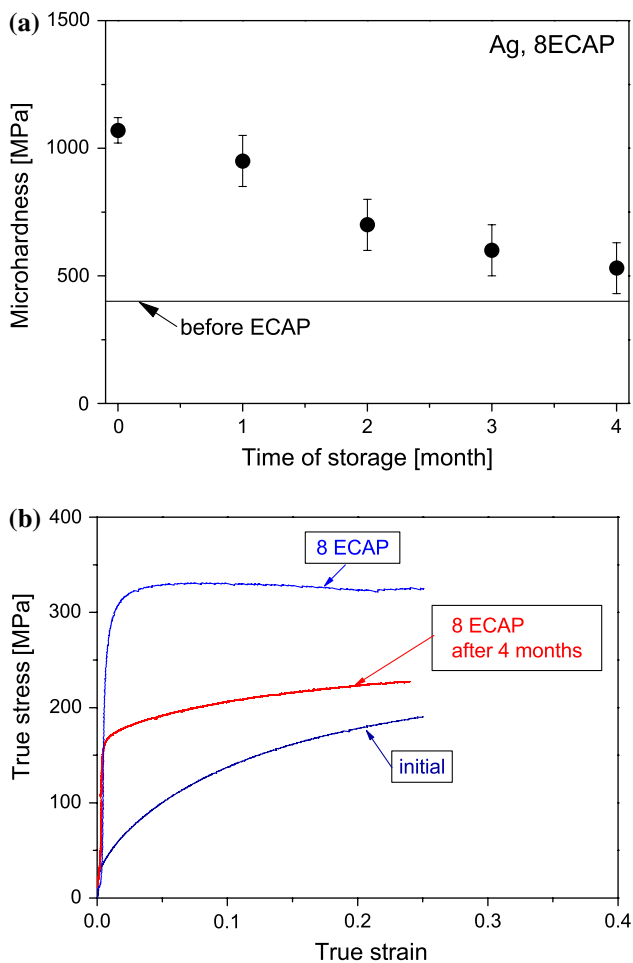 (a)
1500
1000
500
0
Microhardness [MPa]
Ag, 8ECAP
before ECAP
0 1 2 3 4
Time of storage [month]
(b)
400
300
200
100
0
True stress [MPa]
8 ECAP
8 ECAP
after 4 months
initial
0.0 0.1 0.2 0.3 0.4
True strain